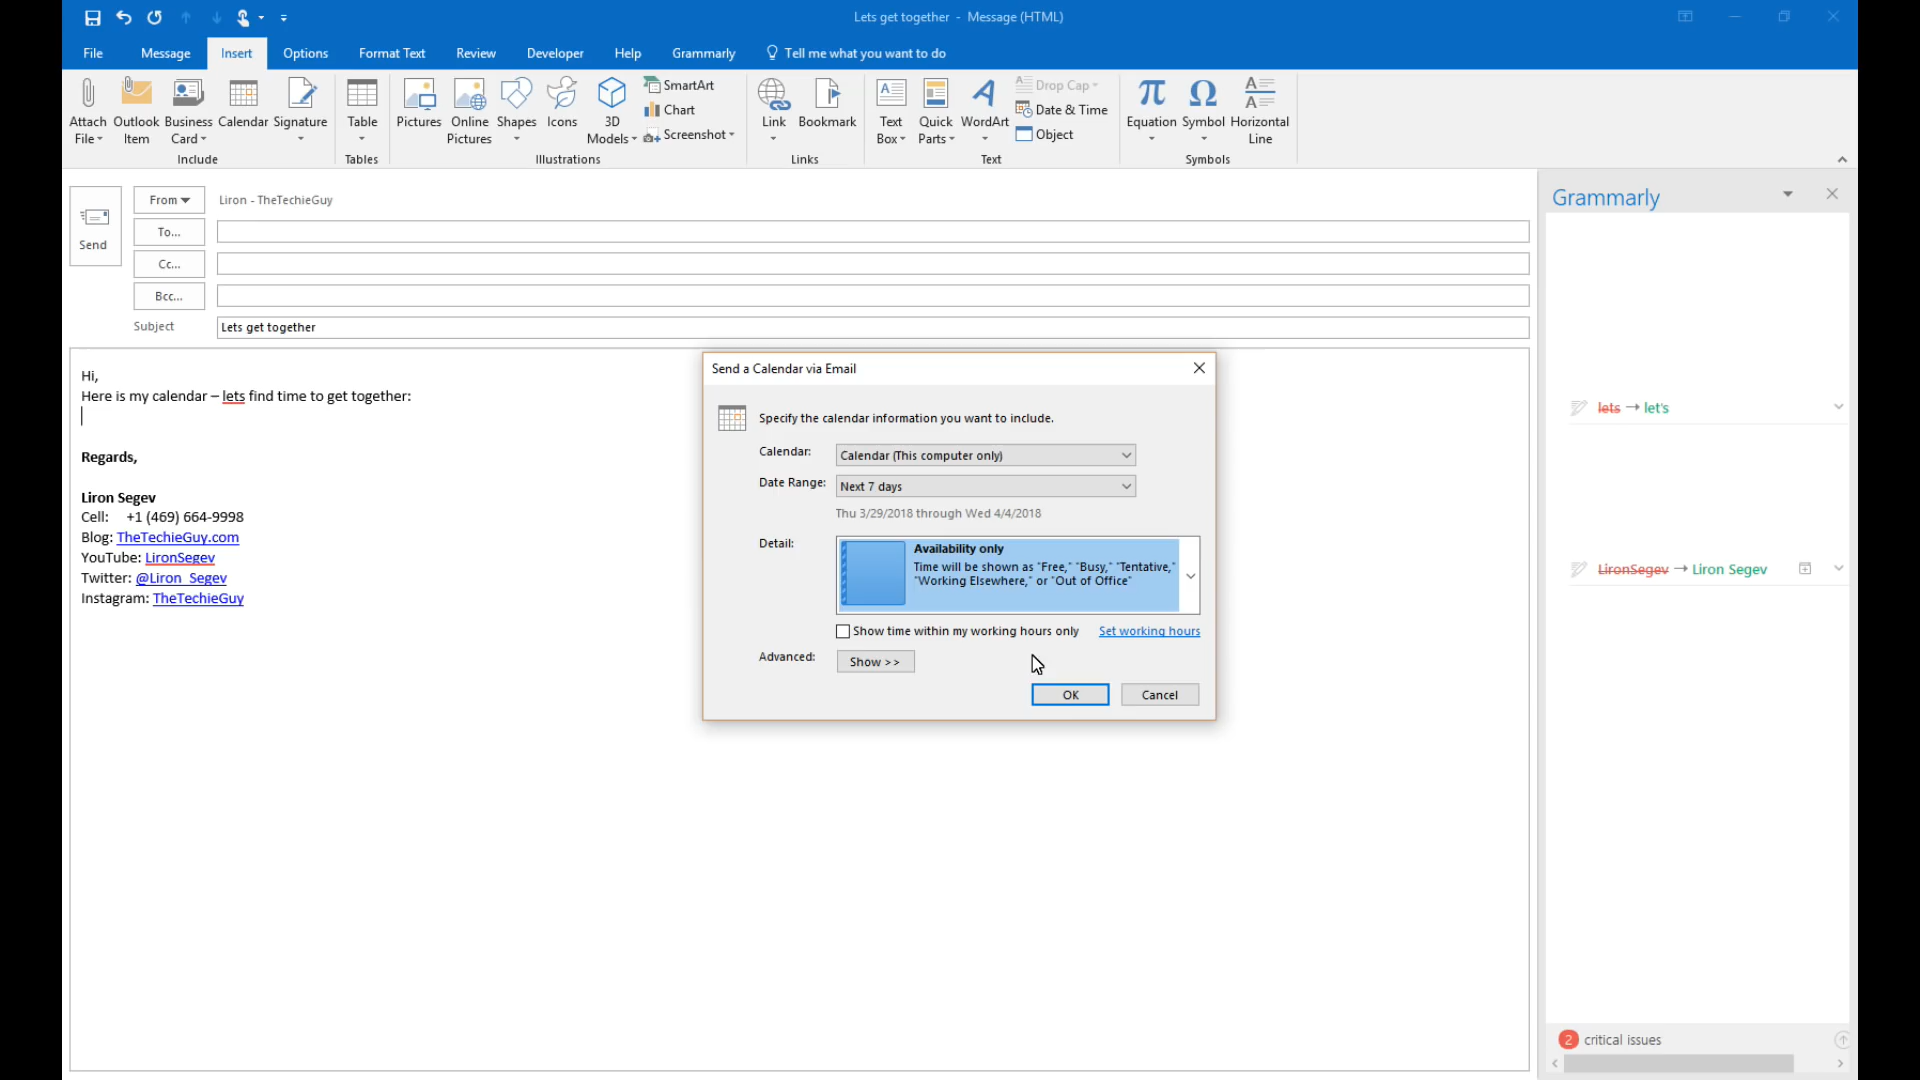 Lets get together - Message (HTML)
File Message Insert Options Format Text Review Developer Help Grammarly Tell me what you want to do
Attach File
Outlook Item
Business Card
Calendar
Signature
Include
Table
Tables
Pictures
Online Pictures
Shapes
Icons
3D Models
SmartArt
Chart
Screenshot
Illustrations
Link
Bookmark
Links
Text Box
Quick Parts
WordArt
Drop Cap
Date & Time
Object
Text
Equation
Symbol
Horizontal Line
Symbols
Send
From
Liron - TheTechieGuy
To...
Cc...
Bcc...
Subject
Lets get together
Hi,
Here is my calendar – lets find time to get together:
Regards,
Liron Segev
Cell: +1 (469) 664-9998
Blog: TheTechieGuy.com
YouTube: LironSegev
Twitter: @Liron_Segev
Instagram: TheTechieGuy
Send a Calendar via Email
Specify the calendar information you want to include.
Calendar: Calendar (This computer only)
Date Range: Next 7 days
Thu 3/29/2018 through Wed 4/4/2018
Detail:
Availability only
Time will be shown as "Free," "Busy," "Tentative,"
"Working Elsewhere," or "Out of Office"
Show time within my working hours only Set working hours
Advanced: Show >>
OK Cancel
Grammarly
lets → let's
LironSegev → Liron Segev
2 critical issues